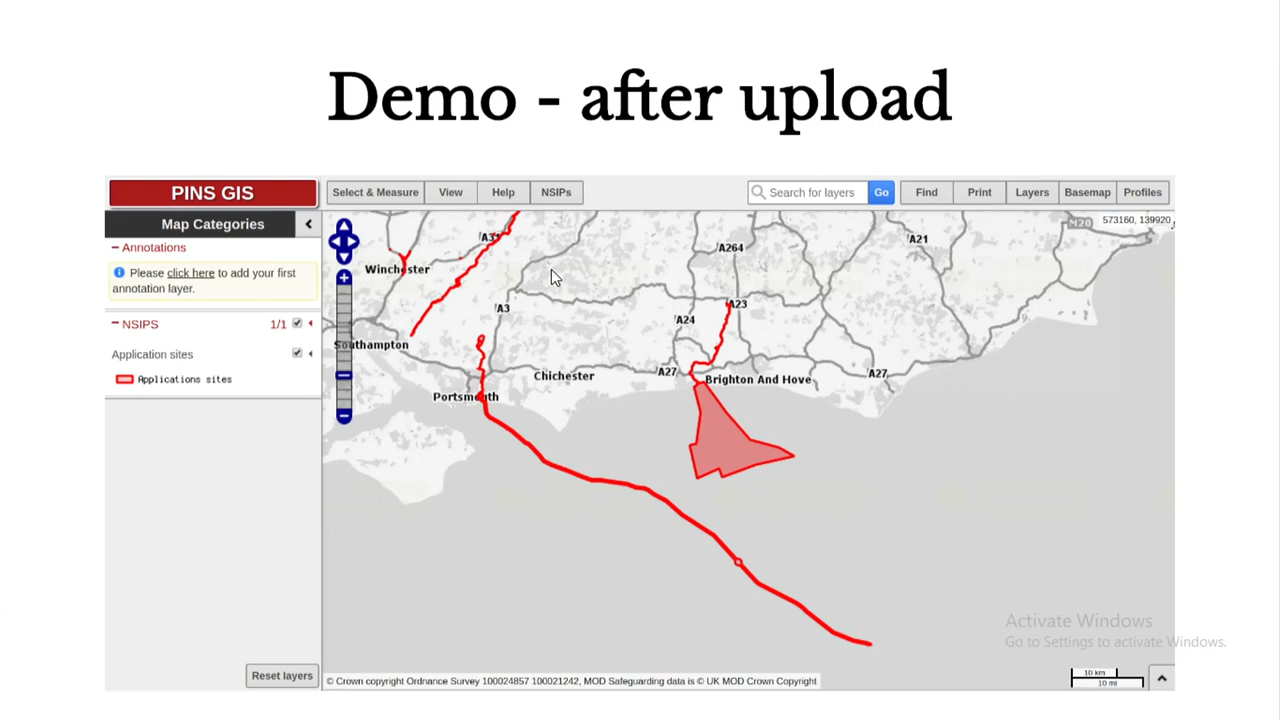 Demo - after upload
PINS GIS
Select & Measure
View
Help
NSIPs
Search for layers
Go
Find
Print
Layers
Basemap
Profiles
Map Categories
Annotations
Please click here to add your first
annotation layer.
NSIPS
1/1
Application sites
Applications sites
Reset layers
573160, 139920
M20
A31
A264
A21
Winchester
A3
A23
A24
Southampton
Chichester
A27
Brighton And Hove
A27
Portsmouth
Activate Windows
Go to Settings to activate Windows.
© Crown copyright Ordnance Survey 100024857 100021242, MOD Safeguarding data is © UK MOD Crown Copyright
10 km
10 mi